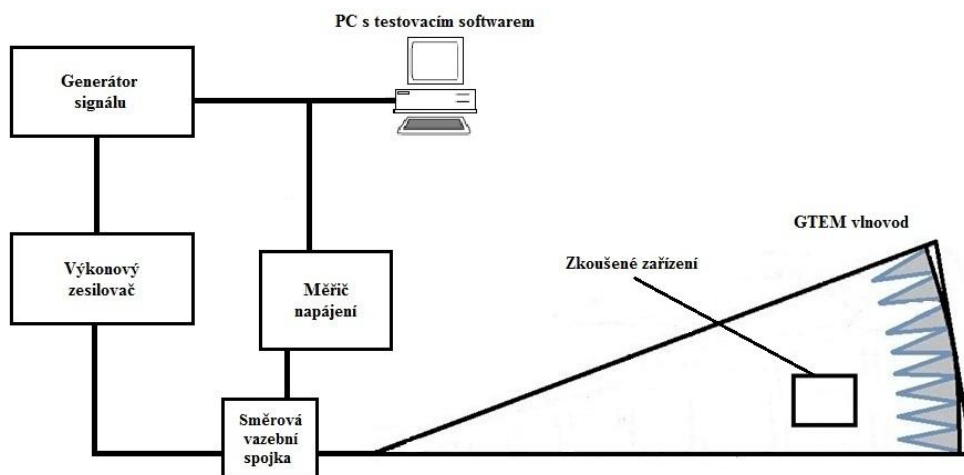 PC s testovacím softwarem
Generátor
signálu
GTEM vlnovod
Zkoušené zařízení
Výkonový
zesilovač
Měřič
napájení
Směrová
vazební
spojka